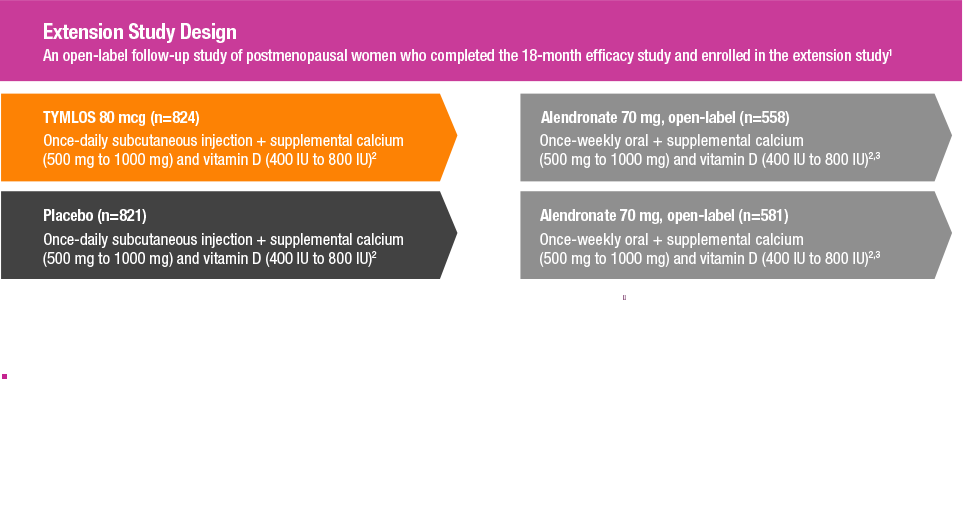 Extension Study Design
An open-label follow-up study of postmenopausal women who completed the 18-month efficacy study and enrolled in the extension study¹
TYMLOS 80 mcg (n=824)
Once-daily subcutaneous injection + supplemental calcium
(500 mg to 1000 mg) and vitamin D (400 IU to 800 IU)²
Alendronate 70 mg, open-label (n=558)
Once-weekly oral + supplemental calcium
(500 mg to 1000 mg) and vitamin D (400 IU to 800 IU)²,³
Placebo (n=821)
Once-daily subcutaneous injection + supplemental calcium
(500 mg to 1000 mg) and vitamin D (400 IU to 800 IU)²
Alendronate 70 mg, open-label (n=581)
Once-weekly oral + supplemental calcium
(500 mg to 1000 mg) and vitamin D (400 IU to 800 IU)²,³